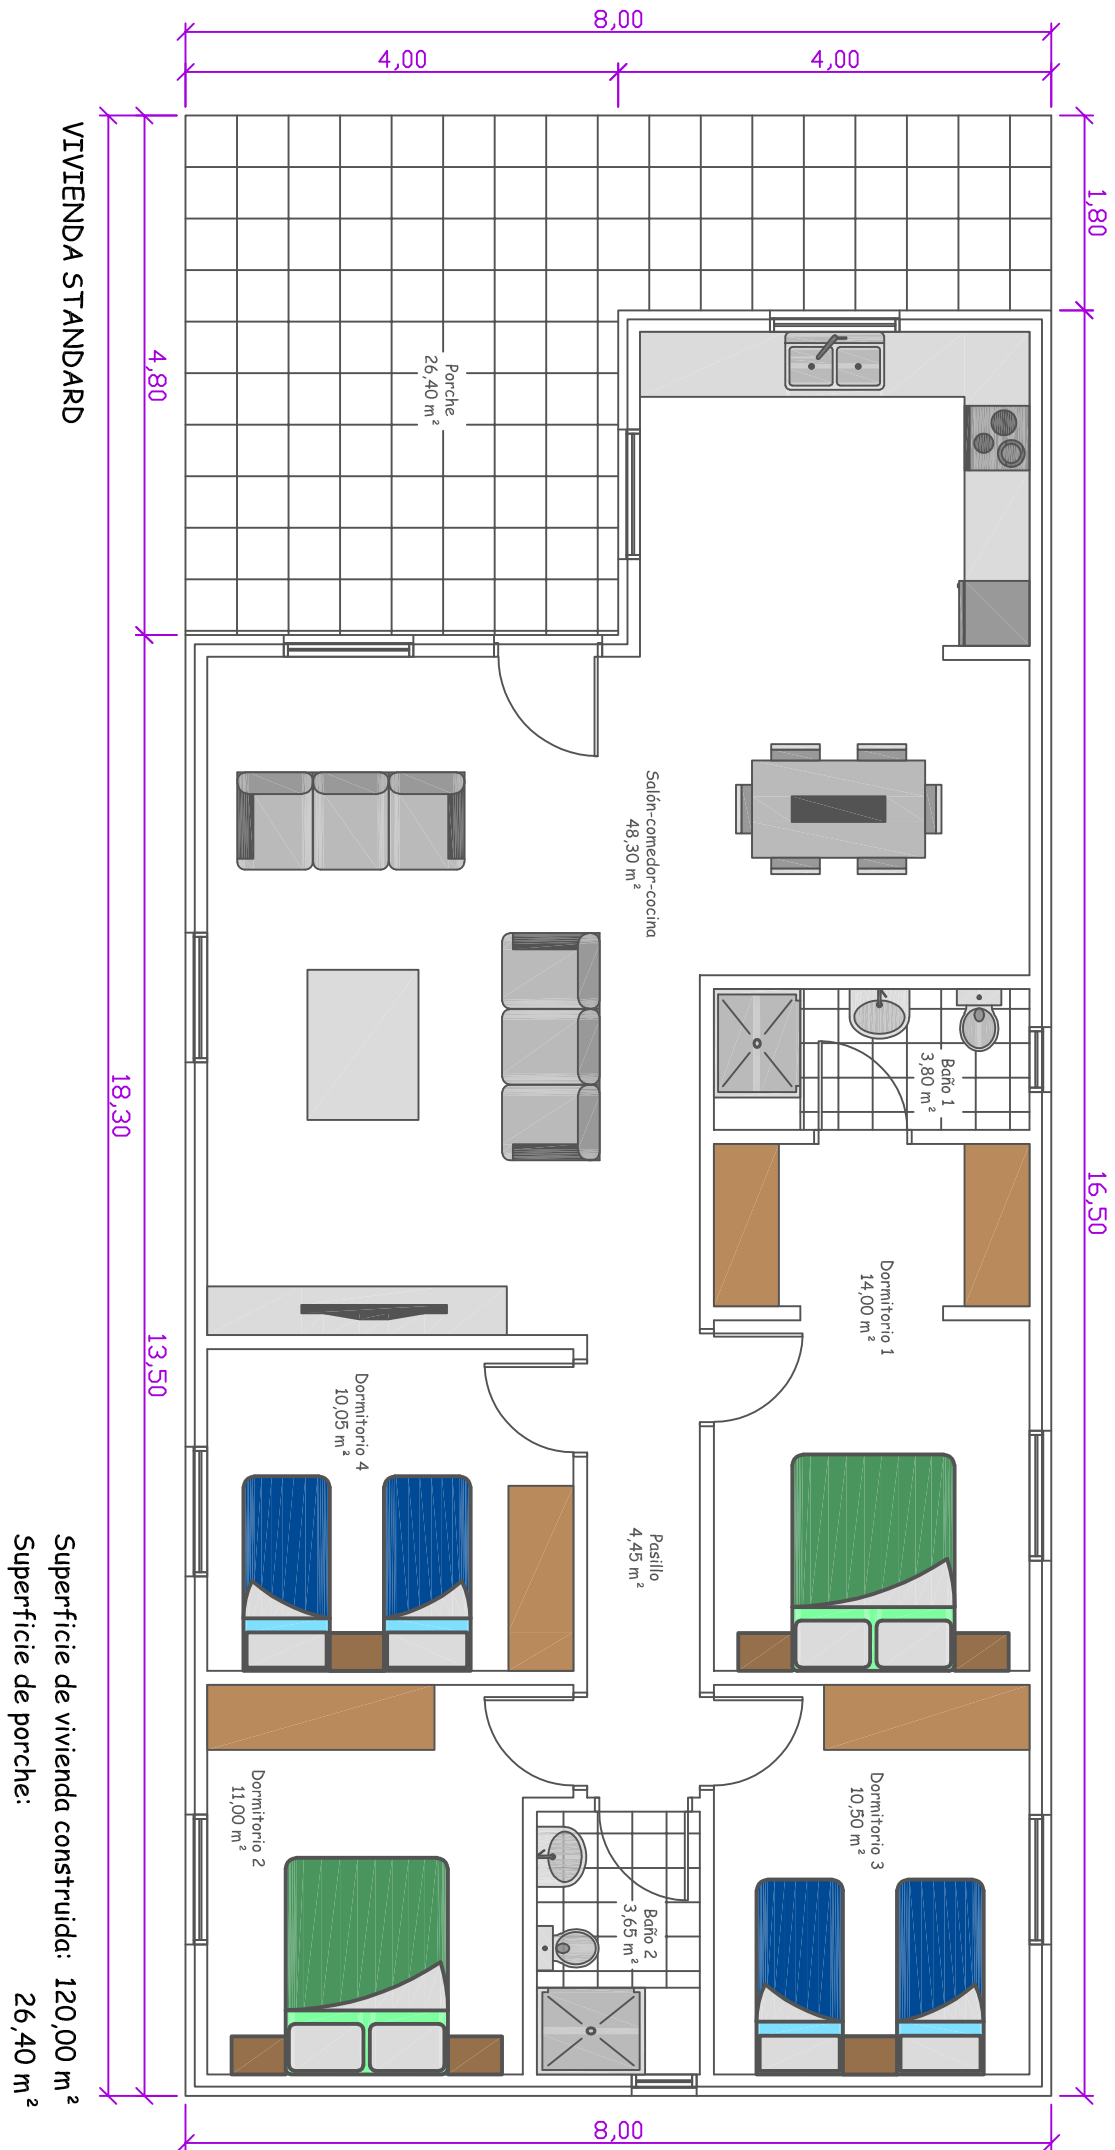 8,00
4,00
4,00
1,80
VIVIENDA STANDARD
4,80
Porche
26,40 m²
Salón-comedor-cocina
48,30 m²
Baño 1
3,80 m²
18,30
16,50
13,50
Dormitorio 1
14,00 m²
Dormitorio 4
10,05 m²
Pasillo
4,45 m²
Dormitorio 2
11,00 m²
Dormitorio 3
10,50 m²
Baño 2
3,65 m²
Superficie de vivienda construida: 120,00 m²
Superficie de porche: 26,40 m²
8,00